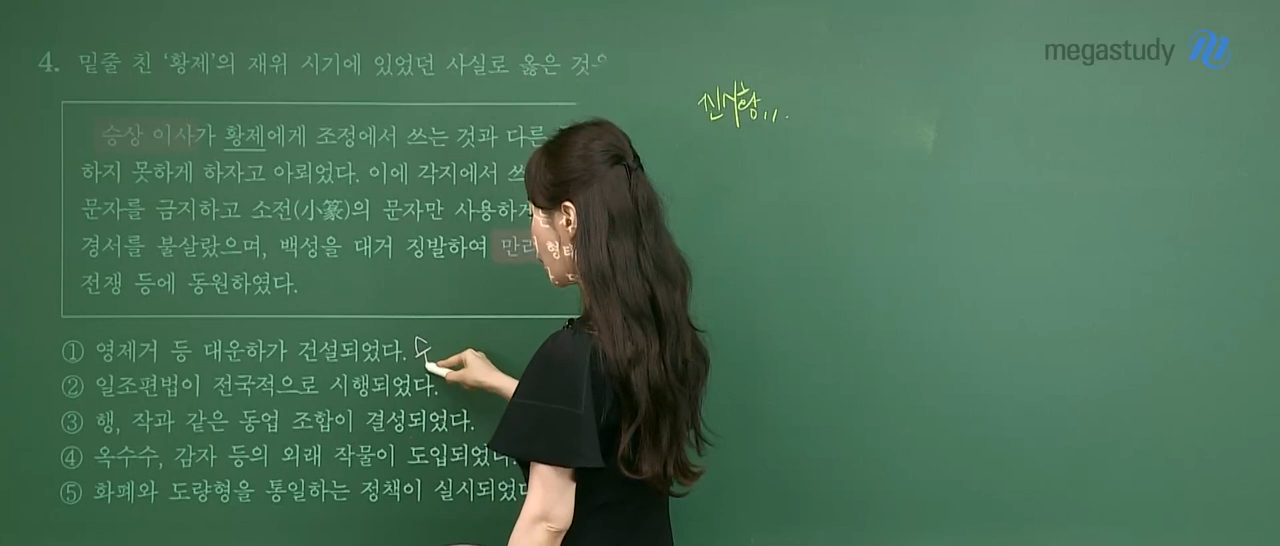 megastudy
4. 밑줄 친 '황제'의 재위 시기에 있었던 사실로 옳은 것은
진시황
승상 이사가 황제에게 조정에서 쓰는 것과 다른
하지 못하게 하자고 아뢰었다. 이에 각지에서
문자를 금지하고 소전(小篆)의 문자만 사용하게
경서를 불살랐으며, 백성을 대거 징발하여
전쟁 등에 동원하였다.
① 영제거 등 대운하가 건설되었다.
② 일조편법이 전국적으로 시행되었다.
③ 행, 작과 같은 동업 조합이 결성되었다.
④ 옥수수, 감자 등의 외래 작물이 도입되었다.
⑤ 화폐와 도량형을 통일하는 정책이 실시되었다